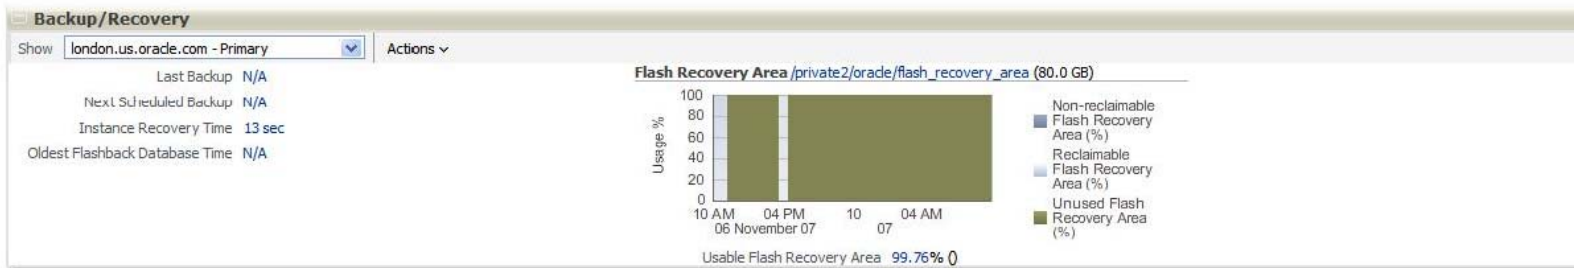 Backup/Recovery
Show london.us.oracle.com - Primary Actions
Last Backup N/A
Next Scheduled Backup N/A
Instance Recovery Time 13 sec
Oldest Flashback Database Time N/A
Flash Recovery Area /private2/oracle/flash_recovery_area (80.0 GB)
Usage %
100
80
60
40
20
0
10 AM 04 PM 10 04 AM
06 November 07 07
Non-reclaimable
Flash Recovery
Area (%)
Reclaimable
Flash Recovery
Area (%)
Unused Flash
Recovery Area
(%)
Usable Flash Recovery Area 99.76% ()